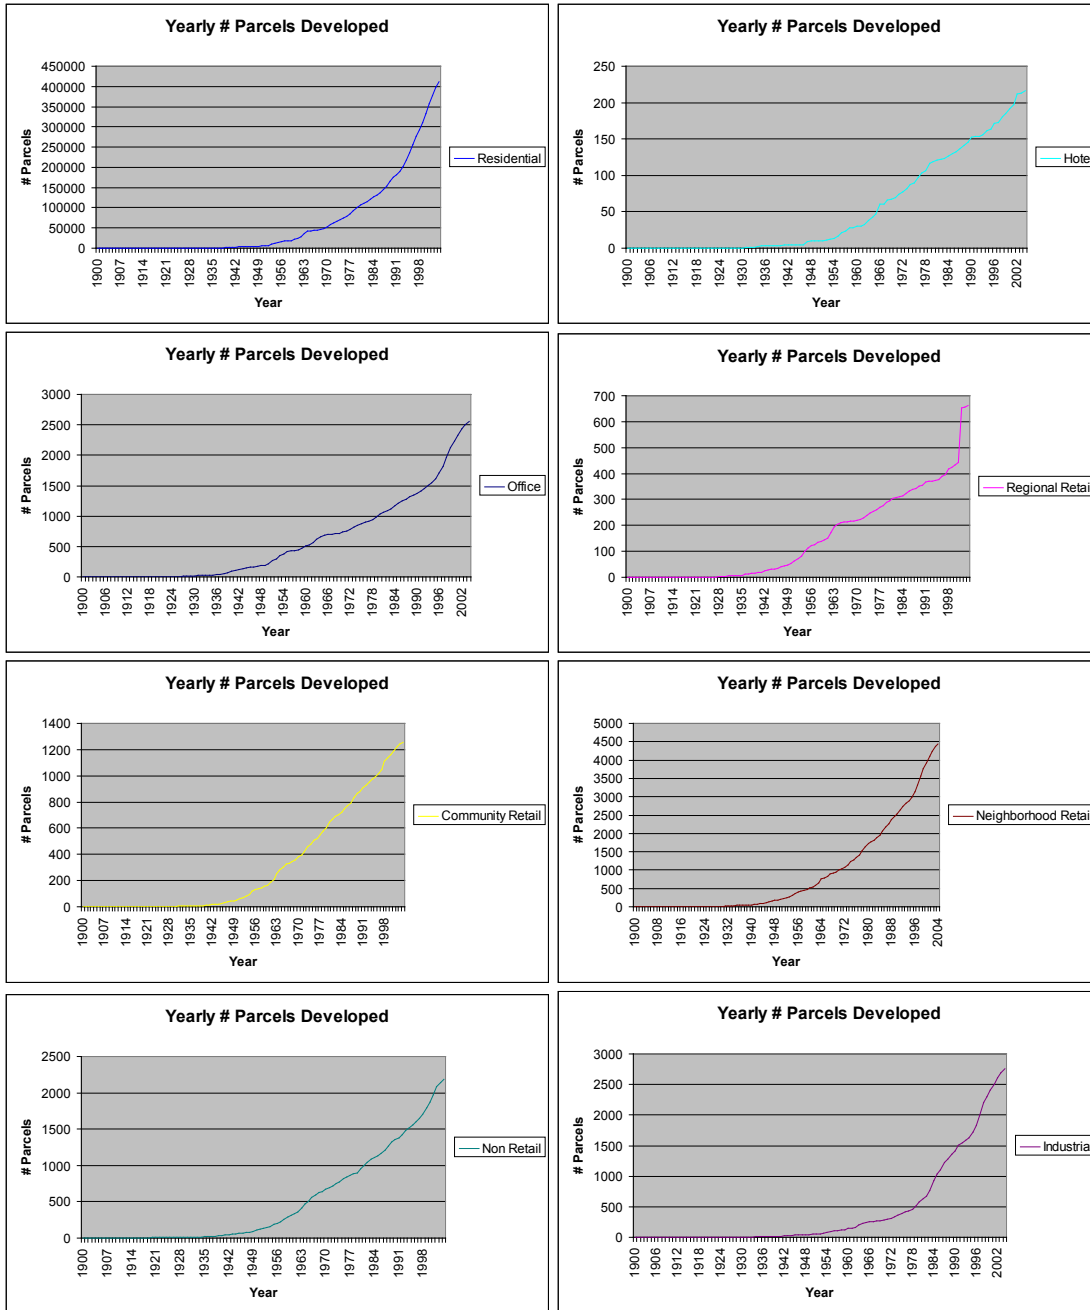 Yearly # Parcels Developed
450000
400000
350000
300000
250000
200000
150000
100000
50000
0
# Parcels
1900 1907 1914 1921 1928 1935 1942 1949 1956 1963 1970 1977 1984 1991 1998
Year
Residential
Yearly # Parcels Developed
250
200
150
100
50
0
# Parcels
1900 1906 1912 1918 1924 1930 1936 1942 1948 1954 1960 1966 1972 1978 1984 1990 1996 2002
Year
Hote
Yearly # Parcels Developed
3000
2500
2000
1500
1000
500
0
# Parcels
1900 1906 1912 1918 1924 1930 1936 1942 1948 1954 1960 1966 1972 1978 1984 1990 1996 2002
Year
Office
Yearly # Parcels Developed
700
600
500
400
300
200
100
0
# Parcels
1900 1907 1914 1921 1928 1935 1942 1949 1956 1963 1970 1977 1984 1991 1998
Year
Regional Retai
Yearly # Parcels Developed
1400
1200
1000
800
600
400
200
0
# Parcels
1900 1907 1914 1921 1928 1935 1942 1949 1956 1963 1970 1977 1984 1991 1998
Year
Community Retail
Yearly # Parcels Developed
5000
4500
4000
3500
3000
2500
2000
1500
1000
500
0
# Parcels
1900 1908 1916 1924 1932 1940 1948 1956 1964 1972 1980 1988 1996 2004
Year
Neighborhood Retai
Yearly # Parcels Developed
2500
2000
1500
1000
500
0
# Parcels
1900 1907 1914 1921 1928 1935 1942 1949 1956 1963 1970 1977 1984 1991 1998
Year
Non Retail
Yearly # Parcels Developed
3000
2500
2000
1500
1000
500
0
# Parcels
1900 1906 1912 1918 1924 1930 1936 1942 1948 1954 1960 1966 1972 1978 1984 1990 1996 2002
Year
Industria